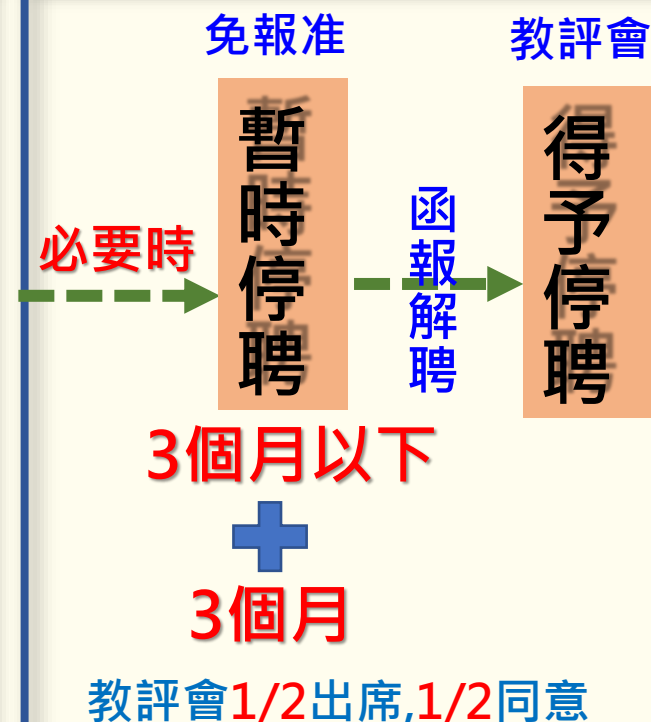 免報准
教評會
必要時
暫時停聘
函報解聘
得予停聘
3個月以下
3個月
教評會1/2出席,1/2同意